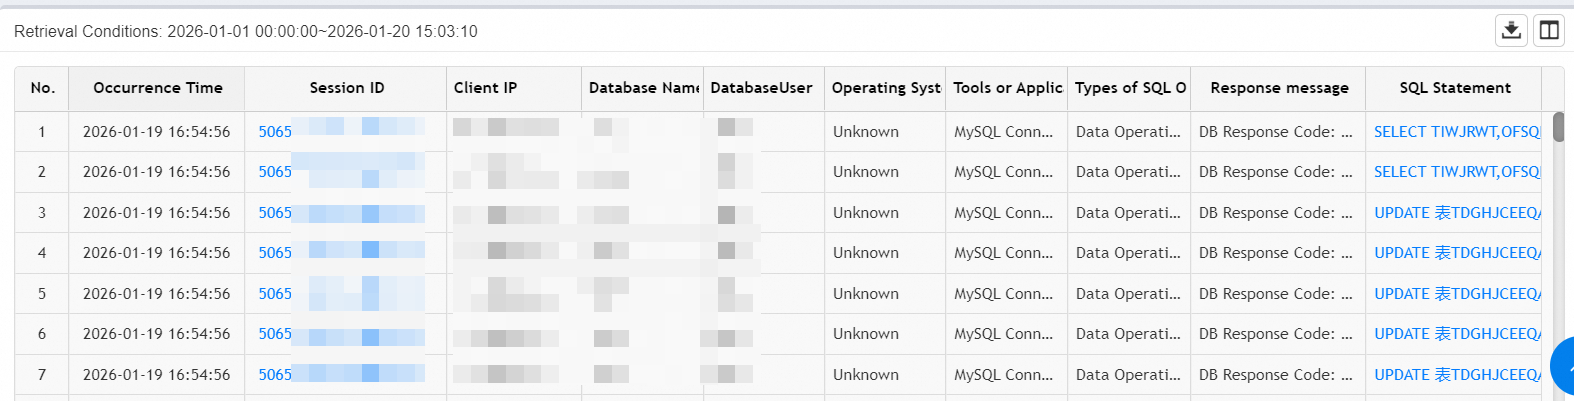 Retrieval Conditions: 2026-01-01 00:00:00~2026-01-20 15:03:10
No. Occurrence Time Session ID Client IP Database Name DatabaseUser Operating Syst Tools or Applic Types of SQL O Response message SQL Statement
1 2026-01-19 16:54:56 5065 Unknown MySQL Conn... Data Operati... DB Response Code: ... SELECT TIWJRWT,OFSQ
2 2026-01-19 16:54:56 5065 Unknown MySQL Conn... Data Operati... DB Response Code: ... SELECT TIWJRWT,OFSQ
3 2026-01-19 16:54:56 5065 Unknown MySQL Conn... Data Operati... DB Response Code: ... UPDATE 表TDGHJCEEQA
4 2026-01-19 16:54:56 5065 Unknown MySQL Conn... Data Operati... DB Response Code: ... UPDATE 表TDGHJCEEQA
5 2026-01-19 16:54:56 5065 Unknown MySQL Conn... Data Operati... DB Response Code: ... UPDATE 表TDGHJCEEQA
6 2026-01-19 16:54:56 5065 Unknown MySQL Conn... Data Operati... DB Response Code: ... UPDATE 表TDGHJCEEQA
7 2026-01-19 16:54:56 5065 Unknown MySQL Conn... Data Operati... DB Response Code: ... UPDATE 表TDGHJCEEQA